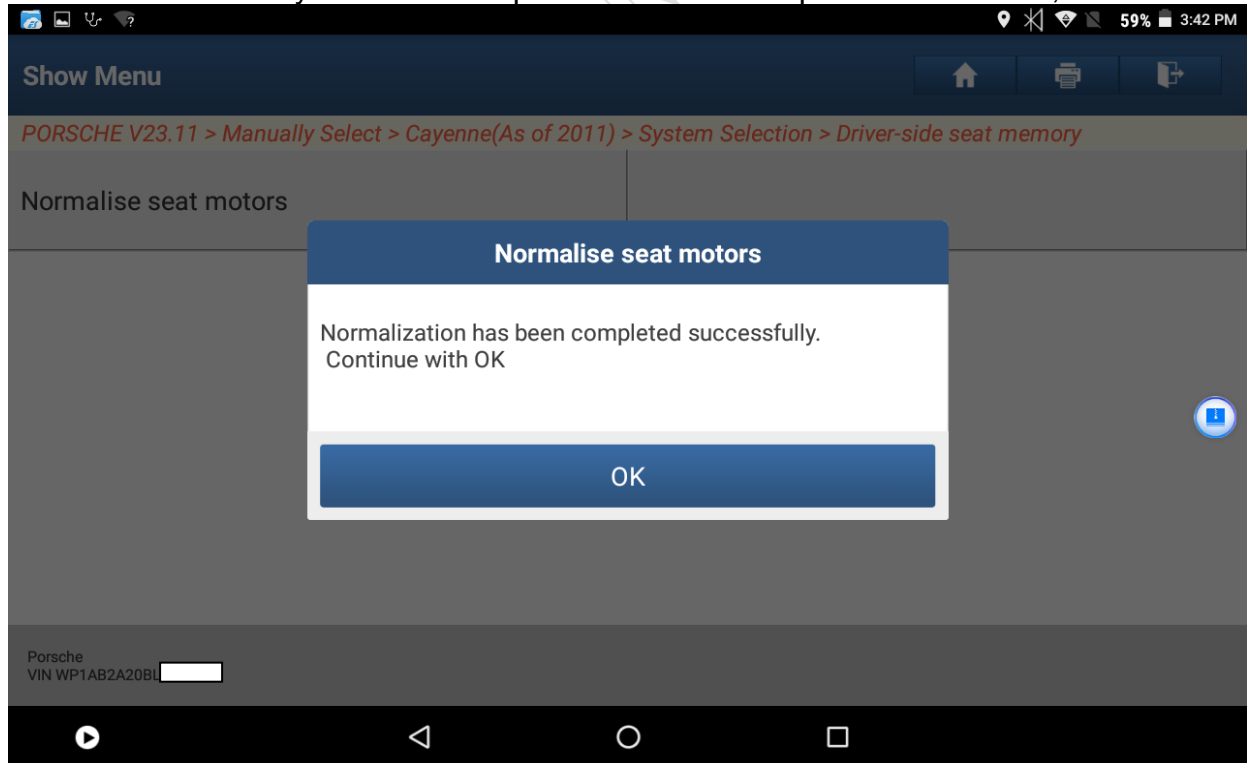 59% 3:42 PM
Show Menu
PORSCHE V23.11 > Manually Select > Cayenne(As of 2011) > System Selection > Driver-side seat memory
Normalise seat motors
Normalise seat motors
Normalization has been completed successfully.
Continue with OK
OK
Porsche
VIN WP1AB2A20BL